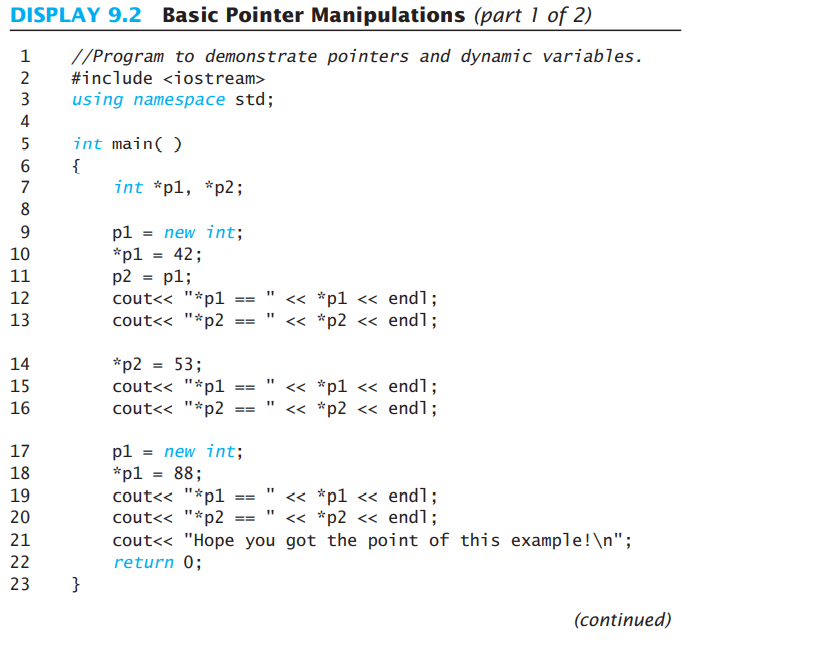 DISPLAY 9.2 Basic Pointer Manipulations (part 1 of 2)
1 //Program to demonstrate pointers and dynamic variables.
2 #include <iostream>
3 using namespace std;
4
5 int main( )
6 {
7 int *p1, *p2;
8
9 p1 = new int;
10 *p1 = 42;
11 p2 = p1;
12 cout<< "*p1 == " << *p1 << endl;
13 cout<< "*p2 == " << *p2 << endl;
14 *p2 = 53;
15 cout<< "*p1 == " << *p1 << endl;
16 cout<< "*p2 == " << *p2 << endl;
17 p1 = new int;
18 *p1 = 88;
19 cout<< "*p1 == " << *p1 << endl;
20 cout<< "*p2 == " << *p2 << endl;
21 cout<< "Hope you got the point of this example!\n";
22 return 0;
23 }
(continued)